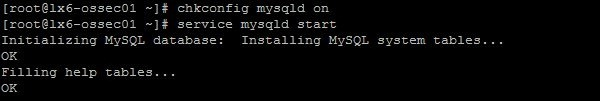 [root@lx6-ossec01 ~]# chkconfig mysqld on
[root@lx6-ossec01 ~]# service mysqld start
Initializing MySQL database:  Installing MySQL system tables...
OK
Filling help tables...
OK